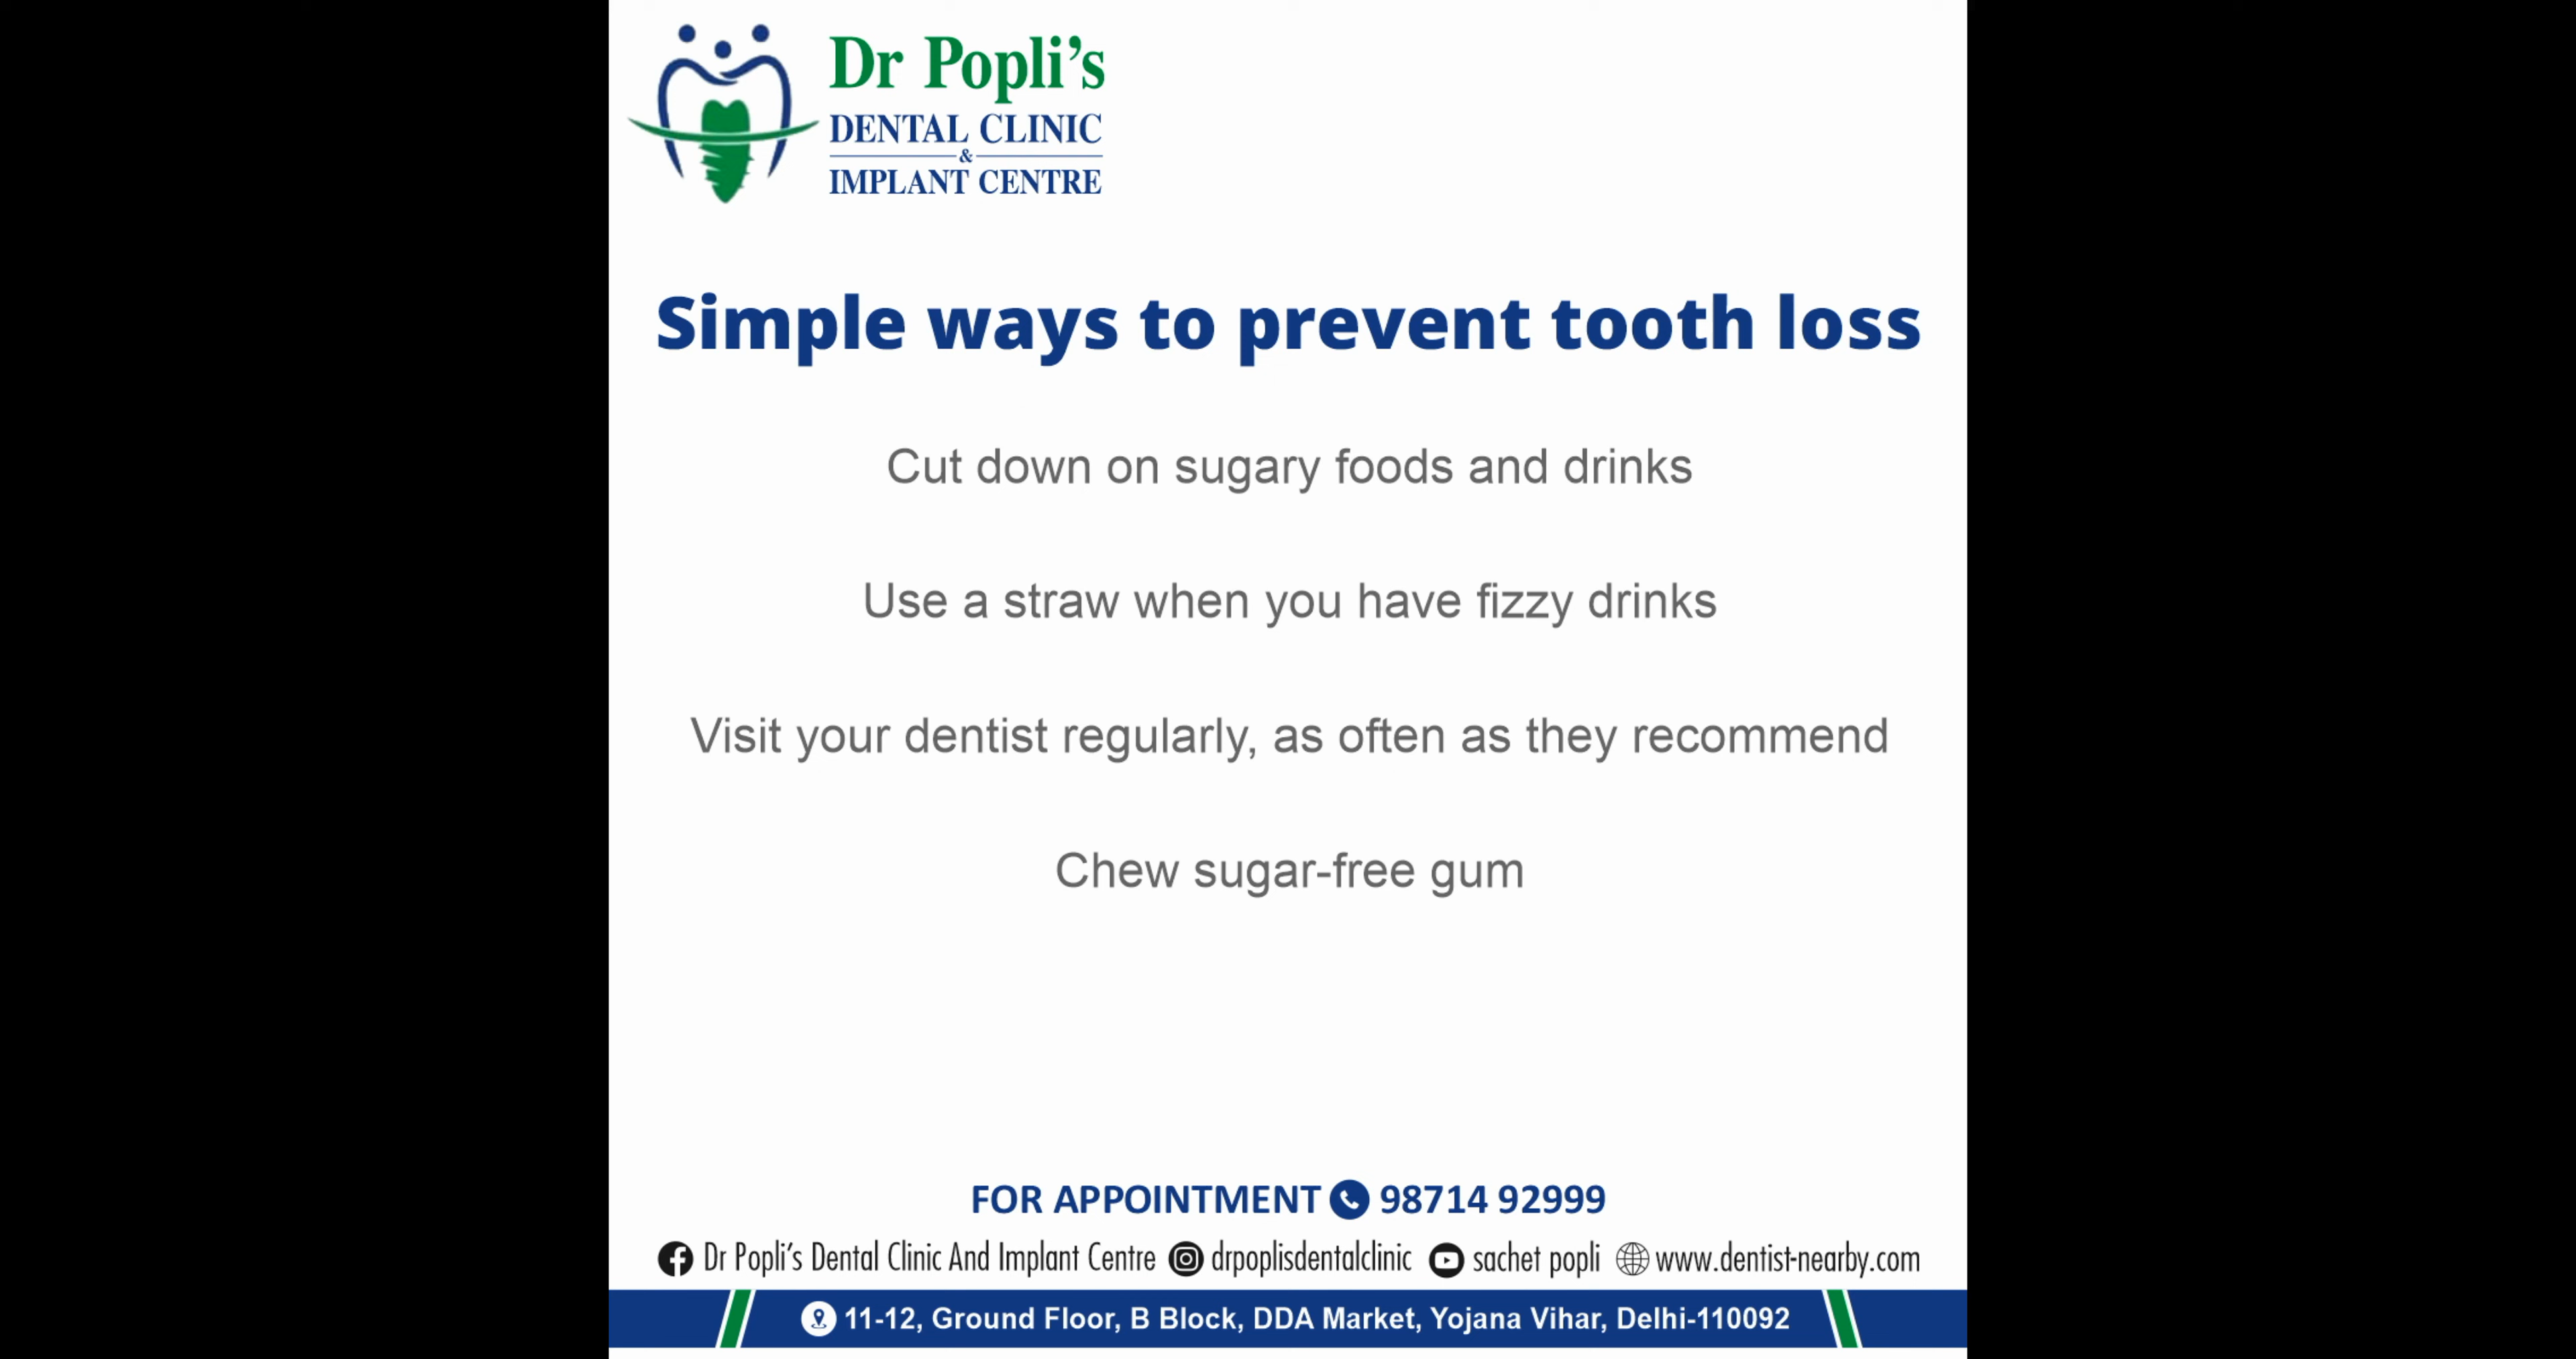 Dr Popli’s
DENTAL CLINIC
&
IMPLANT CENTRE
Simple ways to prevent tooth loss
Cut down on sugary foods and drinks
Use a straw when you have fizzy drinks
Visit your dentist regularly, as often as they recommend
Chew sugar-free gum
FOR APPOINTMENT 98714 92999
Dr Popli’s Dental Clinic And Implant Centre drpoplisdentalclinic sachet popli www.dentist-nearby.com
11-12, Ground Floor, B Block, DDA Market, Yojana Vihar, Delhi-110092